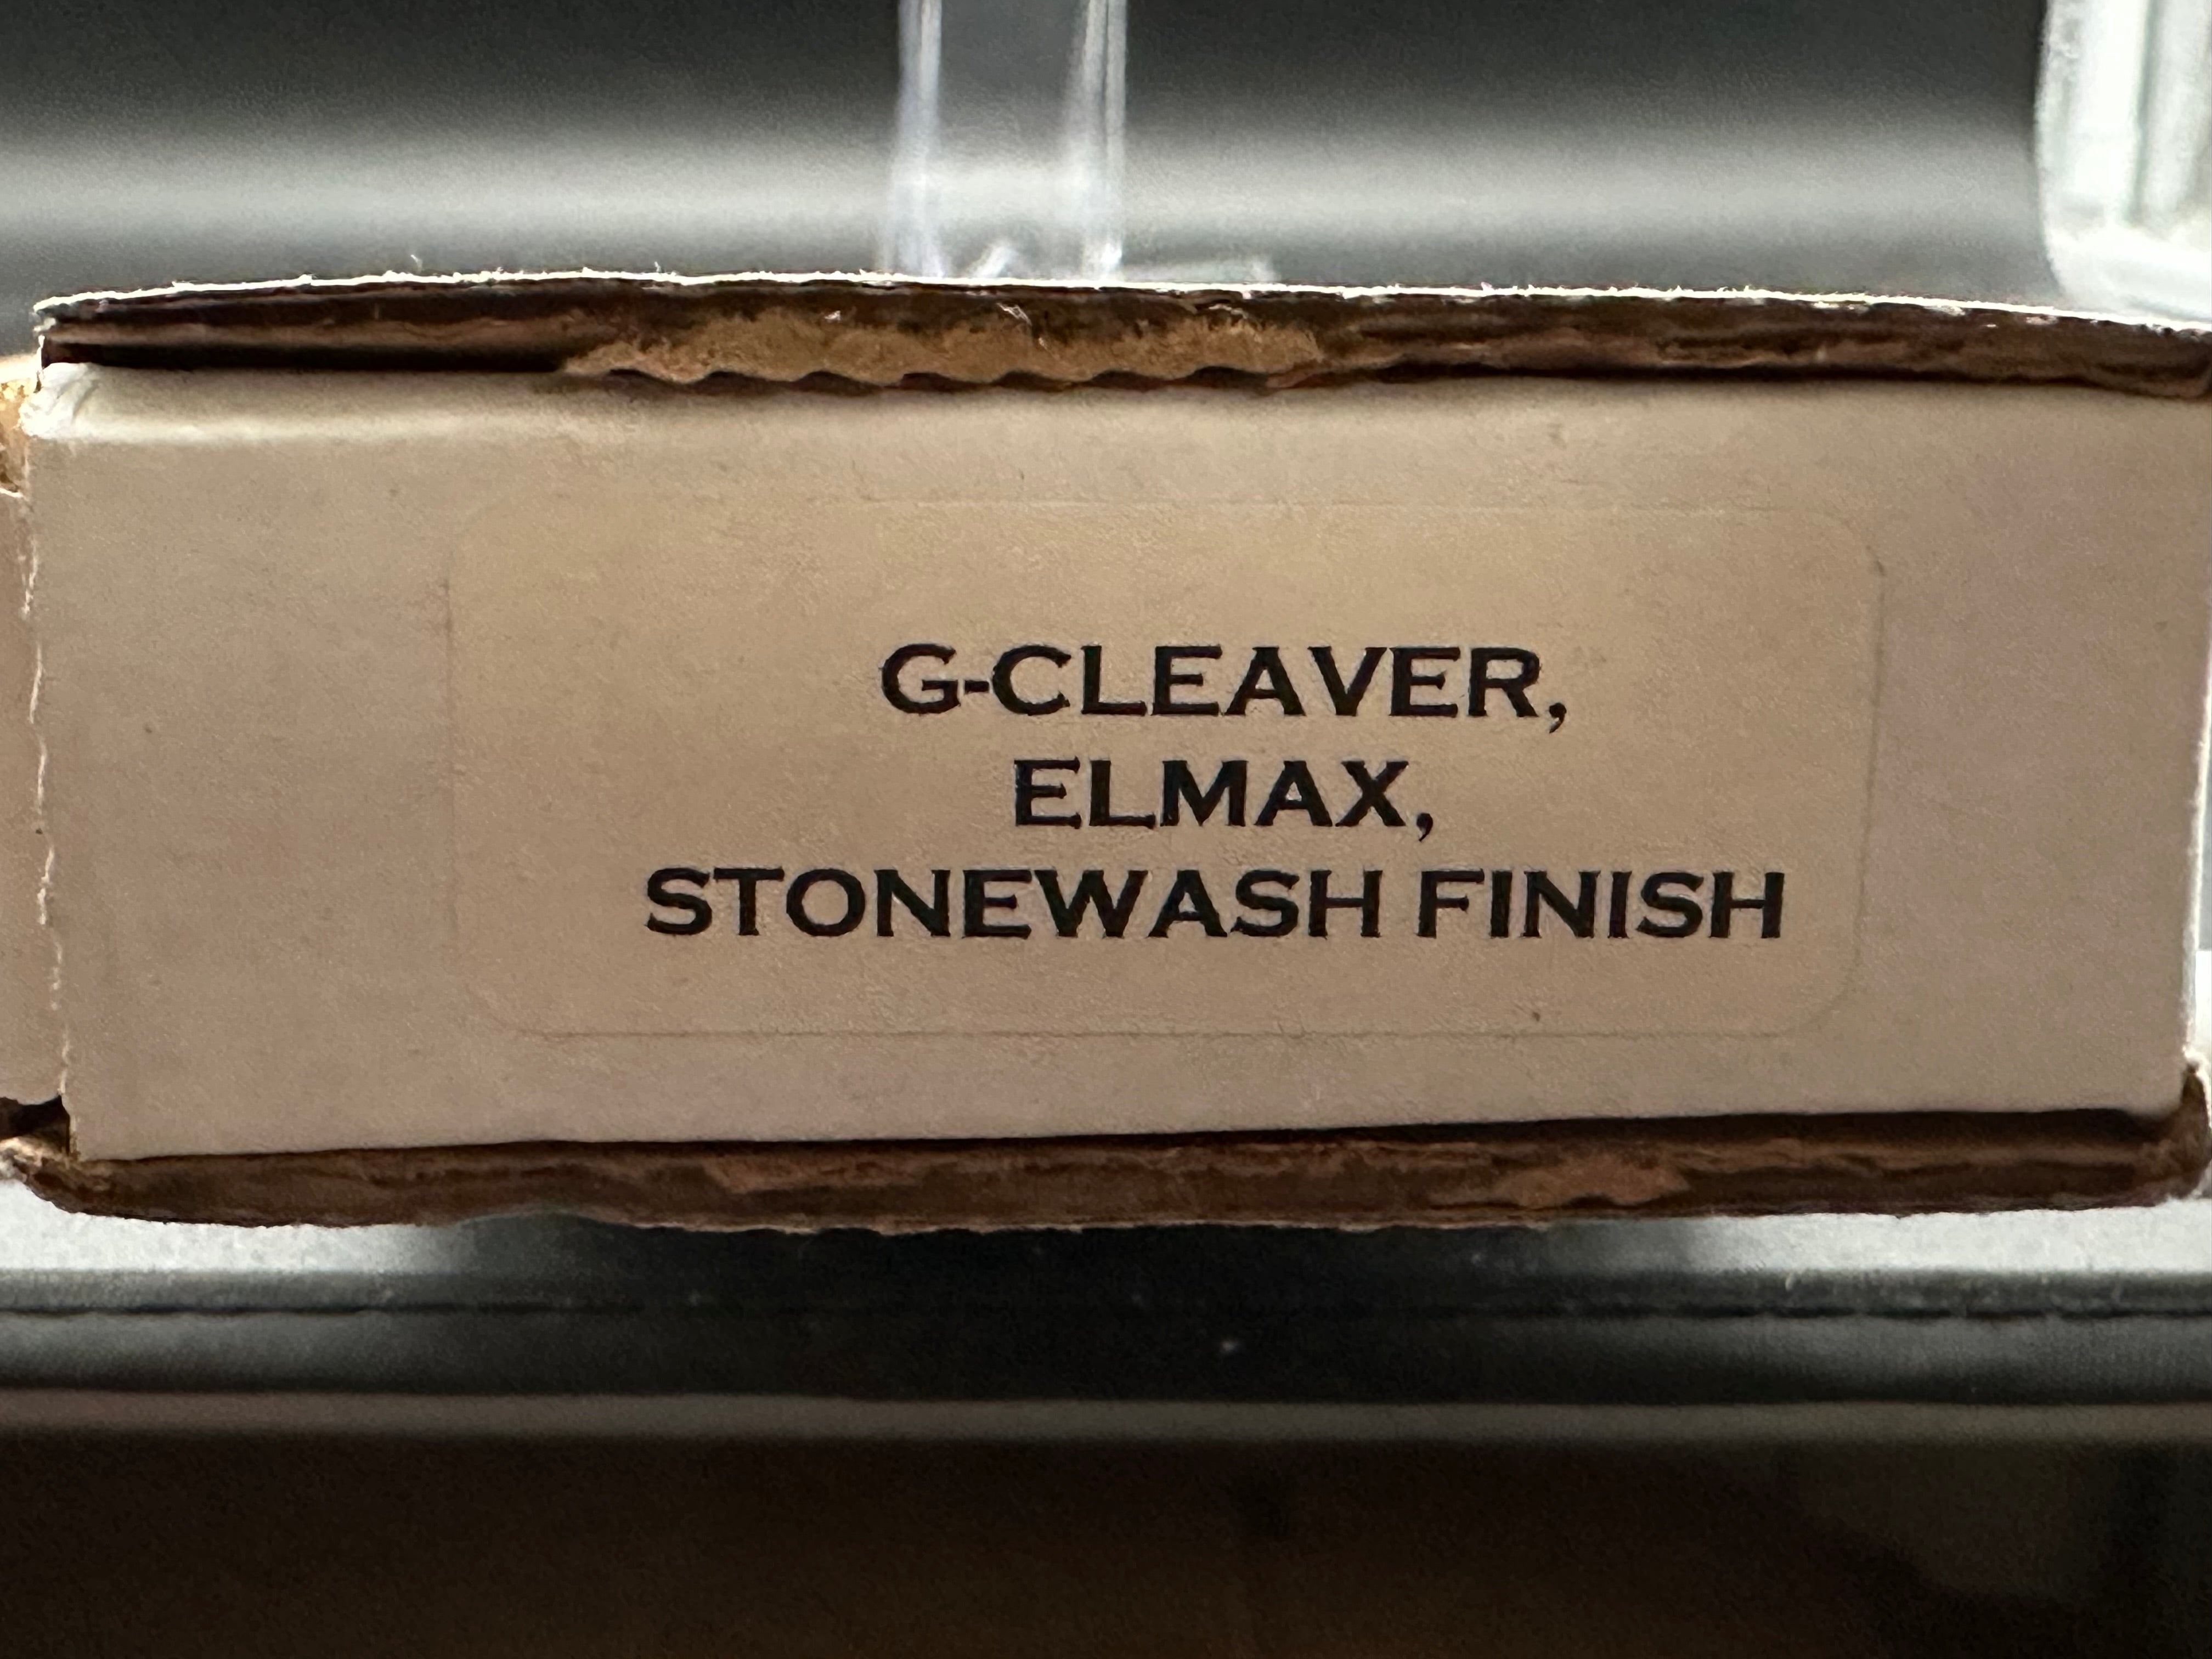 G-CLEAVER,
ELMAX,
STONEWASH FINISH